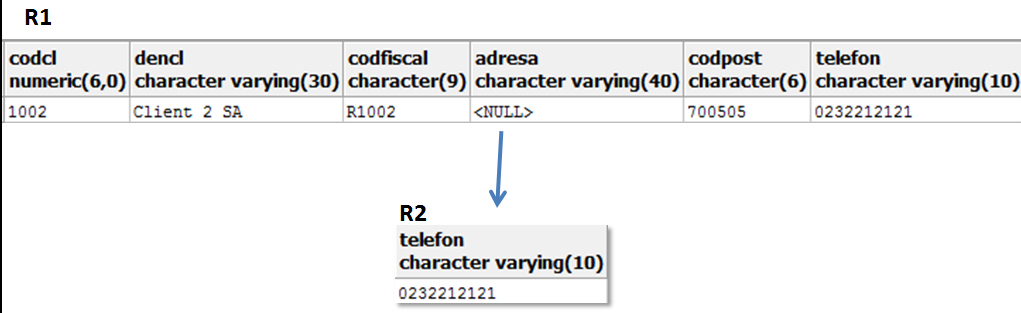 R1
codcl dencl codfiscal adresa codpost telefon
numeric(6,0) character varying(30) character(9) character varying(40) character(6) character varying(10)
1002 Client 2 SA R1002 <NULL> 700505 0232212121
R2
telefon
character varying(10)
0232212121